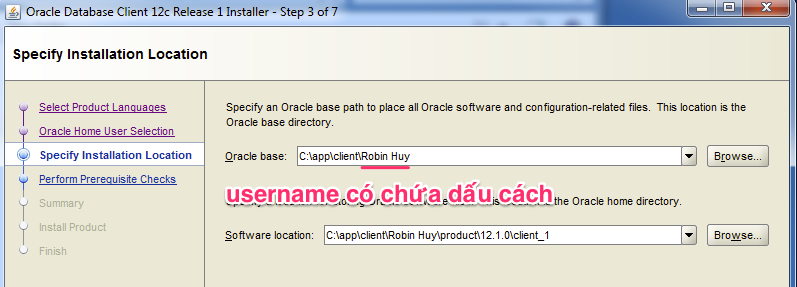 Oracle Database Client 12c Release 1 Installer - Step 3 of 7
Specify Installation Location
Select Product Languages
Oracle Home User Selection
Specify Installation Location
Perform Prerequisite Checks
Summary
Install Product
Finish
Specify an Oracle base path to place all Oracle software and configuration-related files. This location is the
Oracle base directory.
Oracle base: C:\app\client\Robin Huy Browse...
username có chứa dấu cách
the Oracle home directory.
Software location: C:\app\client\Robin Huy\product\12.1.0\client_1 Browse...